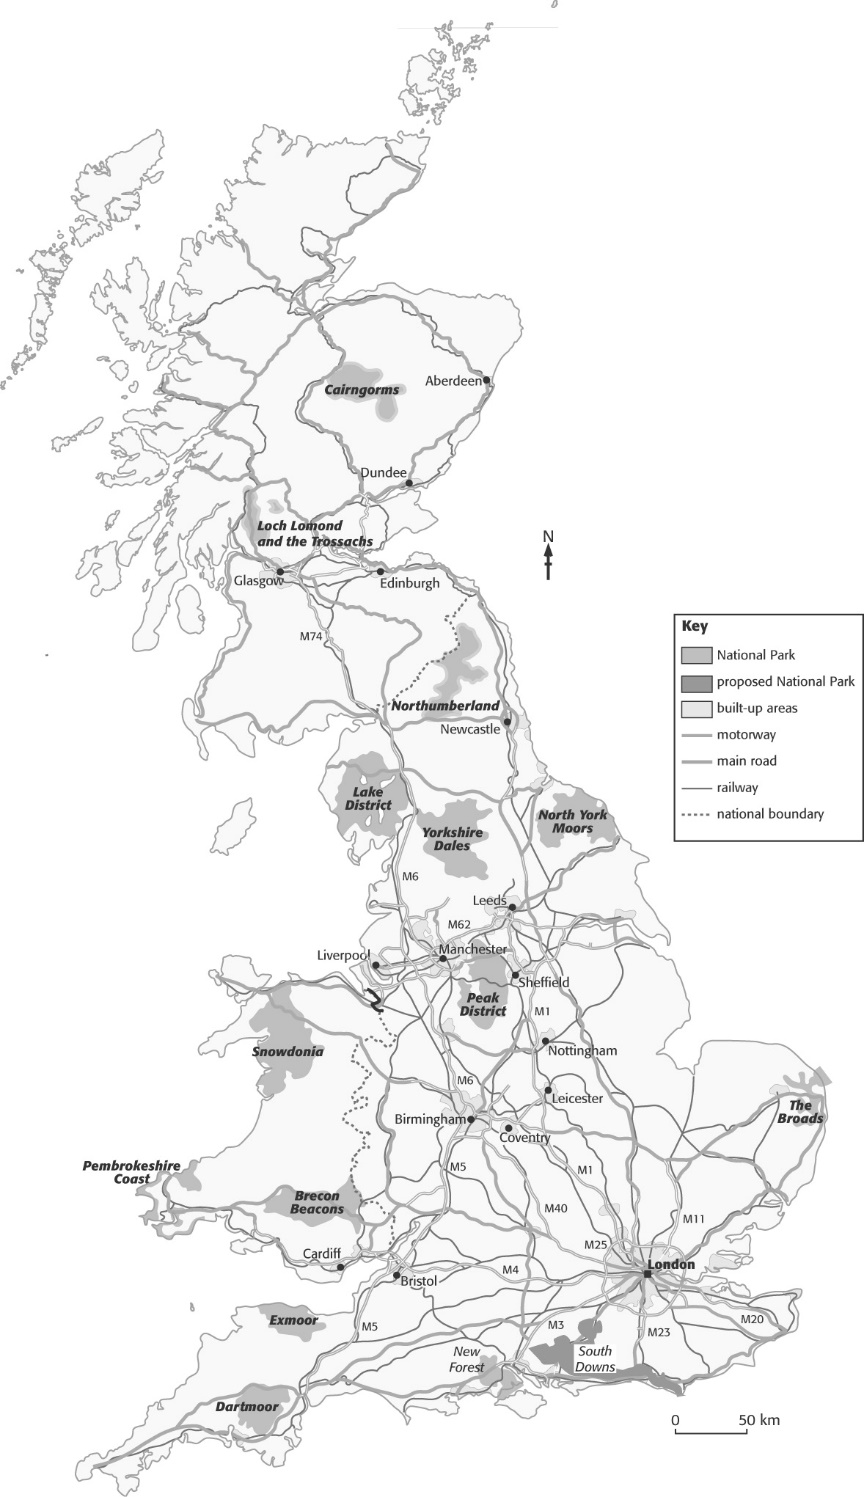 Cairngorms
Aberdeen
Dundee
Loch Lomond
and the Trossachs
N
Glasgow
Edinburgh
M74
Key
National Park
proposed National Park
built-up areas
motorway
main road
railway
national boundary
Northumberland
Newcastle
Lake
District
Yorkshire
Dales
North York
Moors
M6
Leeds
M62
Liverpool
Manchester
Sheffield
Peak
District
M1
Snowdonia
Nottingham
M6
Leicester
The
Broads
Birmingham
Coventry
Pembrokeshire
Coast
M5
M1
Brecon
Beacons
M40
M11
Cardiff
M25
London
M4
Bristol
Exmoor
M5
M3
M23
M20
New
Forest
South
Downs
Dartmoor
0 50 km